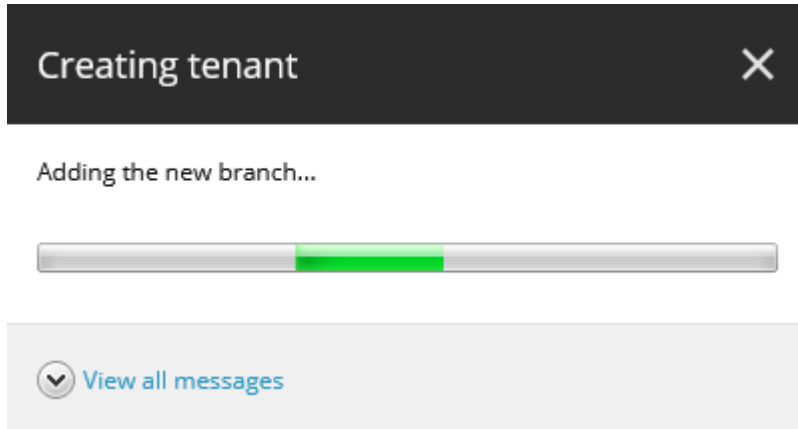 Creating tenant
Adding the new branch...
View all messages